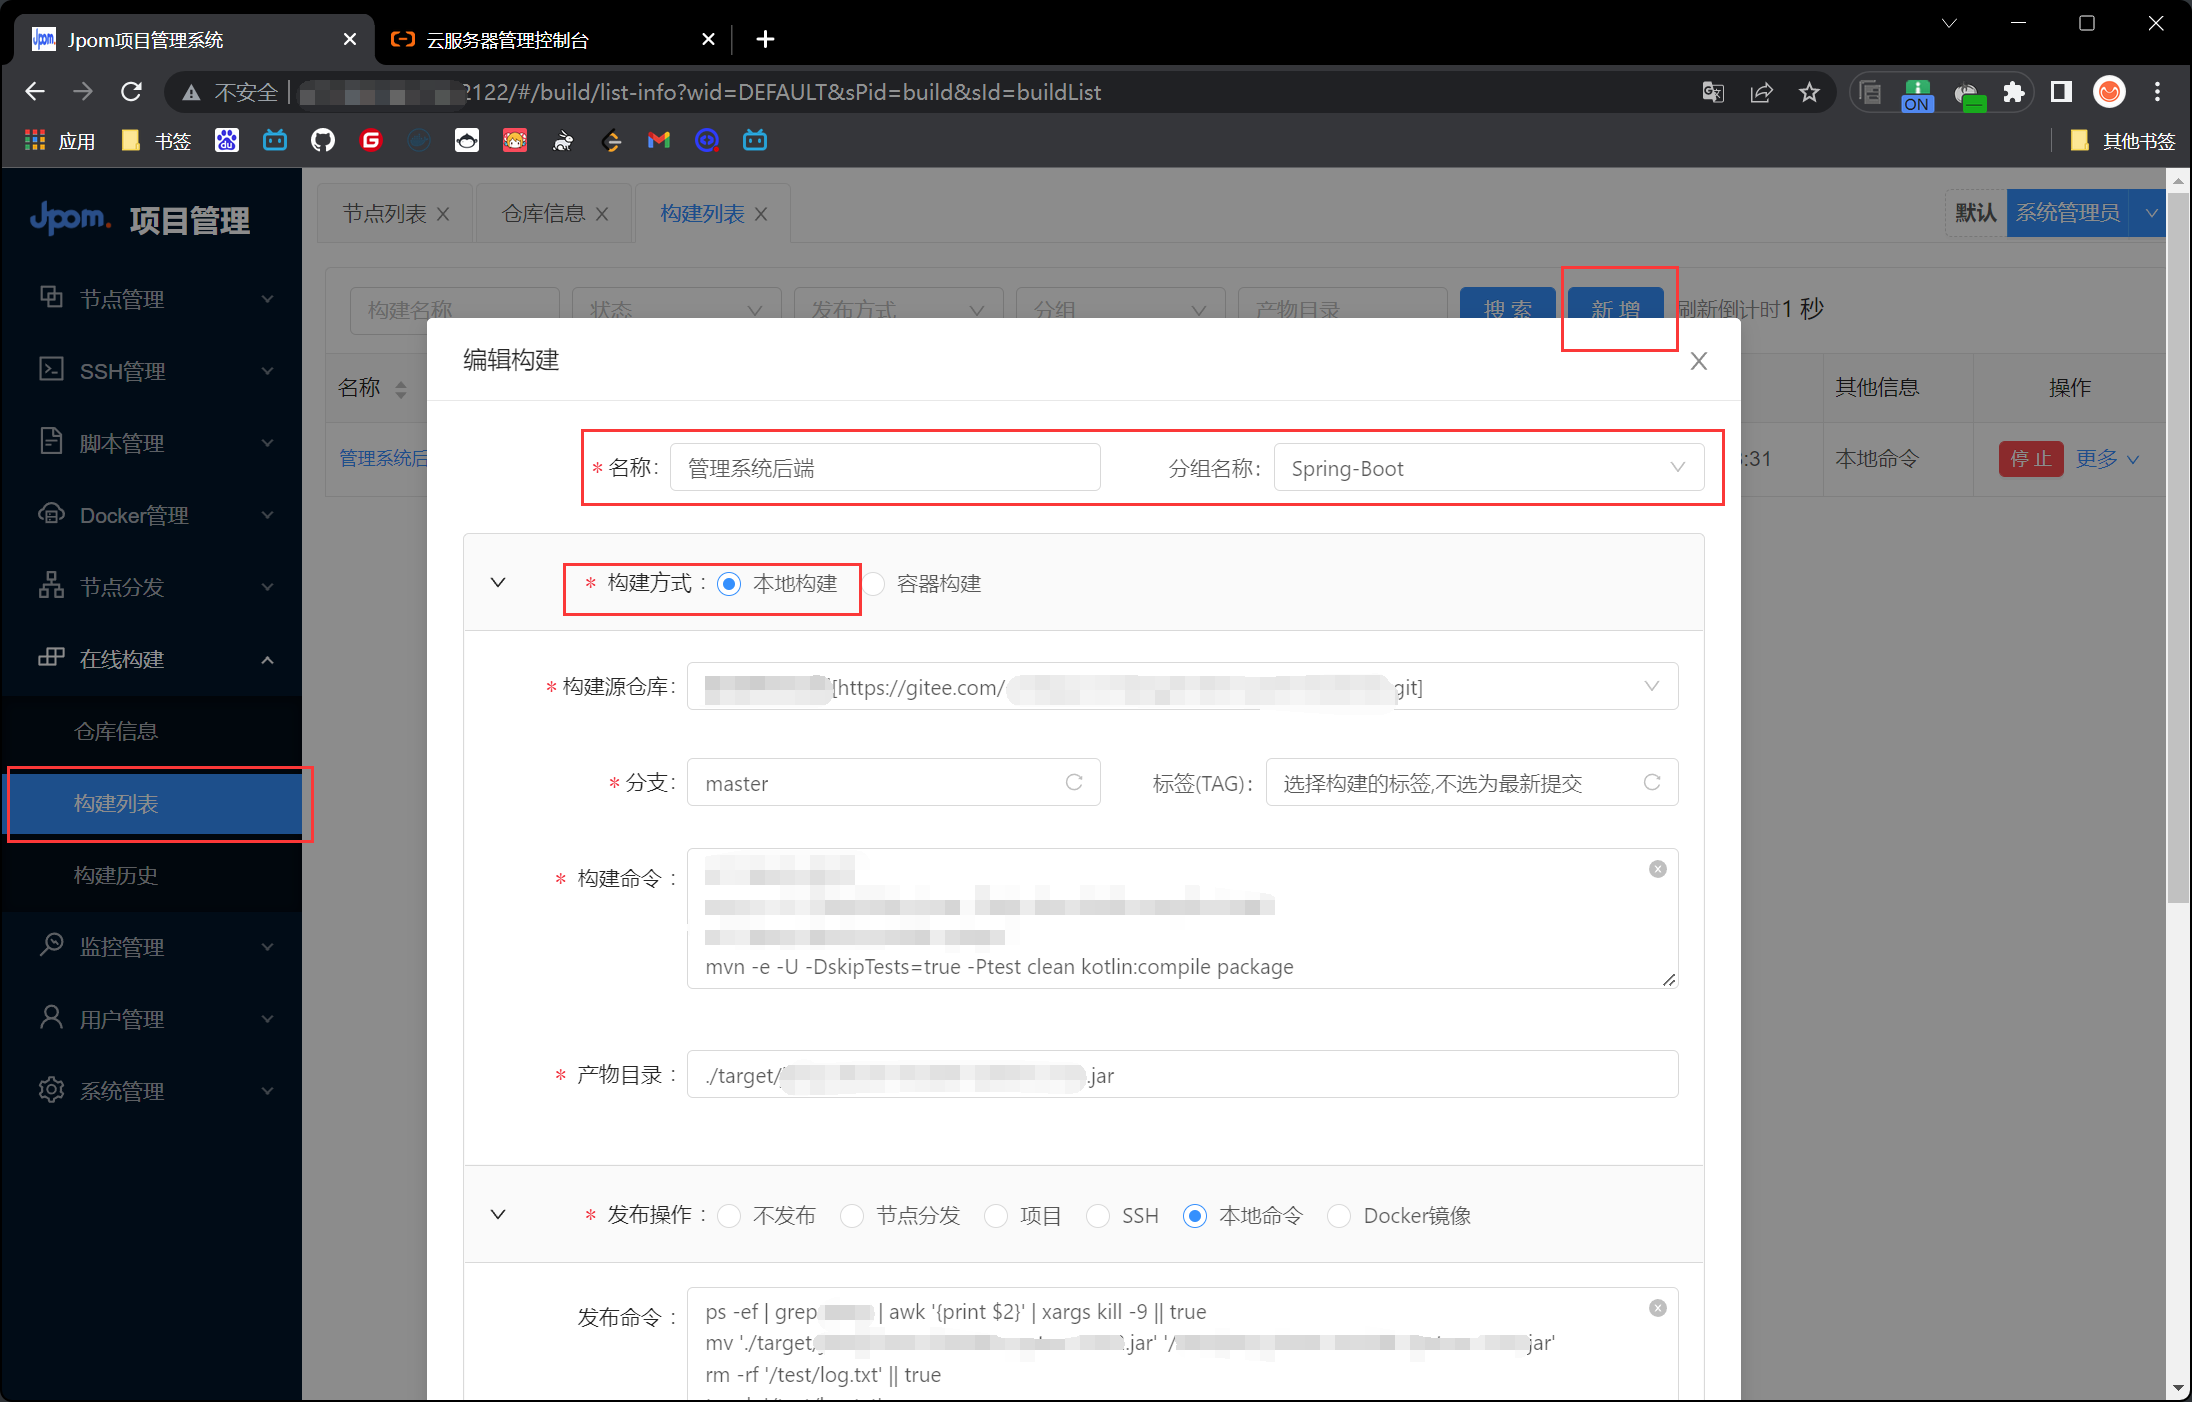 Jpom项目管理系统
云服务器管理控制台
不安全
2122/#/build/list-info?wid=DEFAULT&sPid=build&sId=buildList
ON
应用
书签
其他书签
Jpom. 项目管理
节点列表
仓库信息
构建列表
默认
系统管理员
构建名称
状态
发布方式
分组
产物目录
搜 索
新 增
刷新倒计时1 秒
节点管理
SSH管理
脚本管理
Docker管理
节点分发
在线构建
仓库信息
构建列表
构建历史
监控管理
用户管理
系统管理
名称
其他信息
操作
管理系统后
:31
本地命令
停 止
更多
编辑构建
* 名称:
管理系统后端
分组名称:
Spring-Boot
* 构建方式 :
本地构建
容器构建
* 构建源仓库:
[https://gitee.com/
git]
* 分支:
master
标签(TAG):
选择构建的标签,不选为最新提交
* 构建命令 :
mvn -e -U -DskipTests=true -Ptest clean kotlin:compile package
* 产物目录 :
./target/
.jar
* 发布操作 :
不发布
节点分发
项目
SSH
本地命令
Docker镜像
发布命令 :
ps -ef | grep | awk '{print $2}' | xargs kill -9 || true
mv './target/ .jar' '/ jar'
rm -rf '/test/log.txt' || true